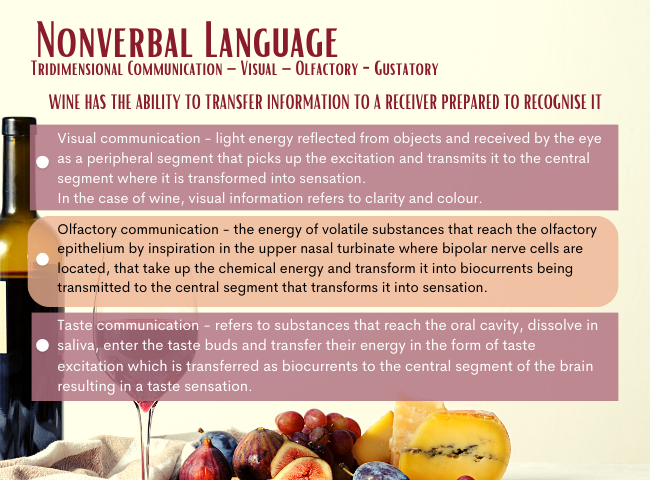 Nonverbal Language
Tridimensional Communication – Visual – Olfactory - Gustatory
WINE HAS THE ABILITY TO TRANSFER INFORMATION TO A RECEIVER PREPARED TO RECOGNISE IT
Visual communication - light energy reflected from objects and received by the eye
as a peripheral segment that picks up the excitation and transmits it to the central
segment where it is transformed into sensation.
In the case of wine, visual information refers to clarity and colour.
Olfactory communication - the energy of volatile substances that reach the olfactory
epithelium by inspiration in the upper nasal turbinate where bipolar nerve cells are
located, that take up the chemical energy and transform it into biocurrents being
transmitted to the central segment that transforms it into sensation.
Taste communication - refers to substances that reach the oral cavity, dissolve in
saliva, enter the taste buds and transfer their energy in the form of taste
excitation which is transferred as biocurrents to the central segment of the brain
resulting in a taste sensation.